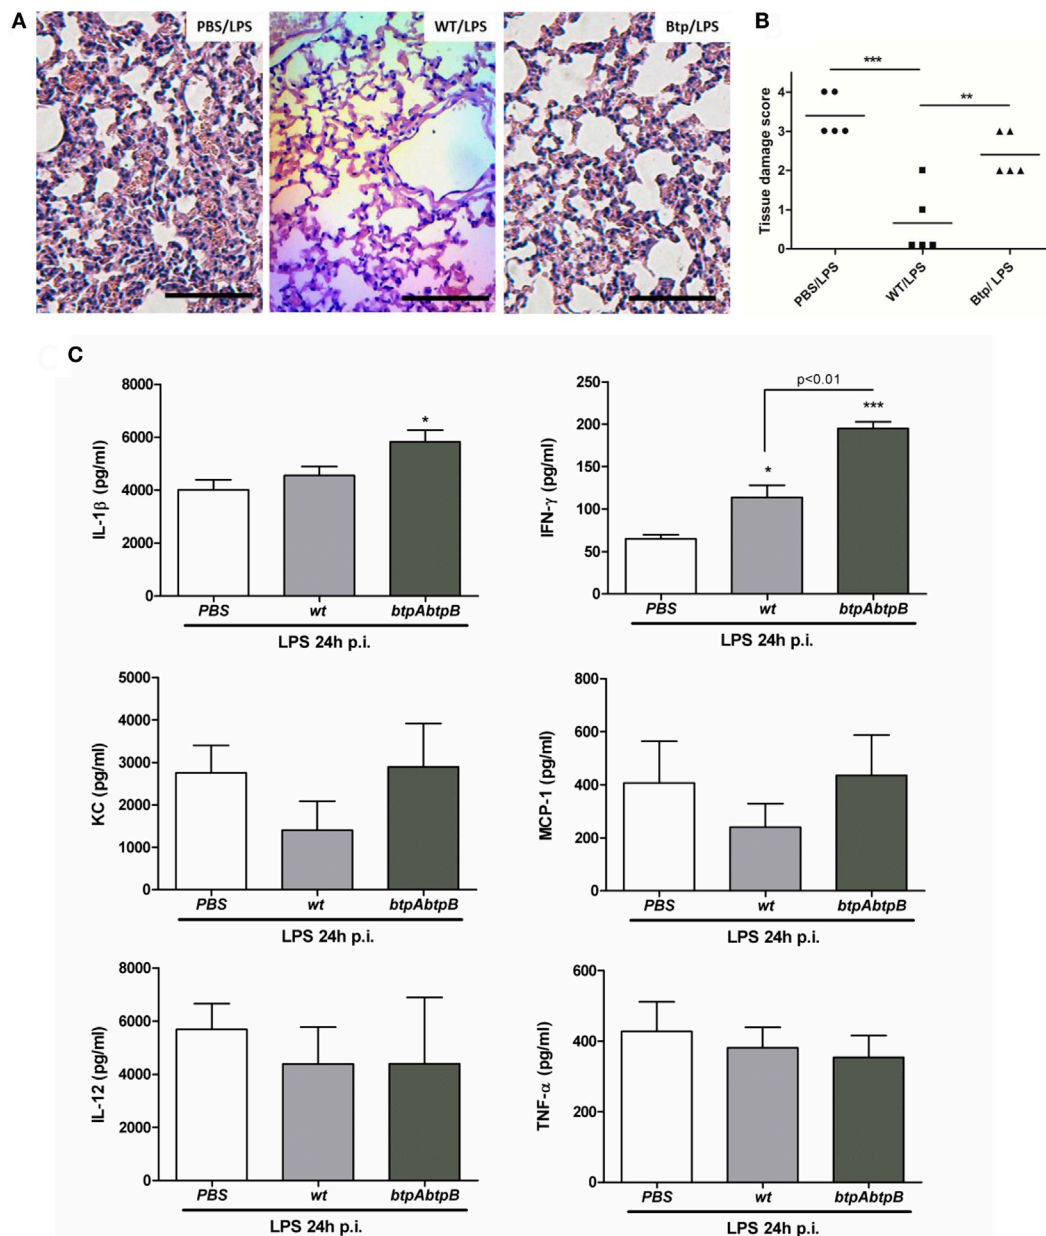 A
PBS/LPS
WT/LPS
Btp/LPS
B
***
**
Tissue damage score
4
3
2
1
0
PBS/LPS
WT/LPS
Btp/ LPS
C
IL-1β (pg/ml)
8000
6000
4000
2000
0
*
PBS wt btpAbtpB
LPS 24h p.i.
IFN-γ (pg/ml)
250
200
150
100
50
0
p<0.01
*
***
PBS wt btpAbtpB
LPS 24h p.i.
KC (pg/ml)
5000
4000
3000
2000
1000
0
PBS wt btpAbtpB
LPS 24h p.i.
MCP-1 (pg/ml)
800
600
400
200
0
PBS wt btpAbtpB
LPS 24h p.i.
IL-12 (pg/ml)
8000
6000
4000
2000
0
PBS wt btpAbtpB
LPS 24h p.i.
TNF-α (pg/ml)
600
400
200
0
PBS wt btpAbtpB
LPS 24h p.i.